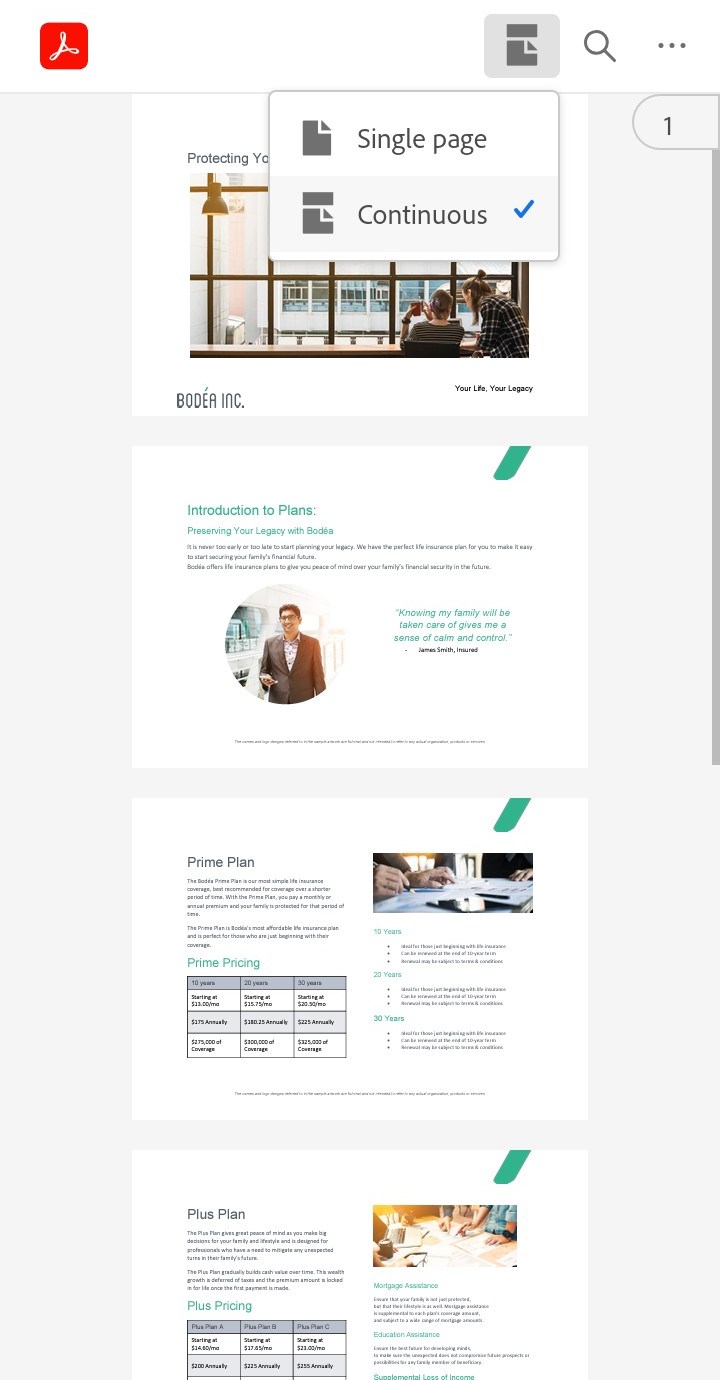 1
Single page
Continuous
Protecting Yo
Your Life, Your Legacy
BODÉA INC.
Introduction to Plans:
Preserving Your Legacy with Bodéa
It is never too early or too late to start planning your legacy. We have the perfect life insurance plan for you to make it easy
to start securing your family's financial future.
Bodéa offers life insurance plans to give you peace of mind over your family's financial security in the future.
"Knowing my family will be
taken care of gives me a
sense of calm and control."
- James Smith, Insured
Prime Plan
The Bodéa Prime Plan is our most simple life insurance
coverage, best recommended for coverage over a shorter
period of time. With the Prime Plan, you pay a monthly or
annual premium and your family is protected for that period of
time.
The Prime Plan is Bodéa's most affordable life insurance plan
and is perfect for those who are just beginning with their
coverage.
Prime Pricing
10 years 20 years 30 years
Starting at Starting at Starting at
$13.00/mo $15.75/mo $20.50/mo
$175 Annually $180.25 Annually $225 Annually
$275,000 of $300,000 of $325,000 of
Coverage Coverage Coverage
10 Years
• Ideal for those just beginning with life insurance
• Can be renewed at the end of 10-year term
• Renewal may be subject to terms & conditions
20 Years
• Ideal for those just beginning with life insurance
• Can be renewed at the end of 10-year term
• Renewal may be subject to terms & conditions
30 Years
• Ideal for those just beginning with life insurance
• Can be renewed at the end of 10-year term
• Renewal may be subject to terms & conditions
Plus Plan
The Plus Plan gives great peace of mind as you make big
decisions for your family and lifestyle and is designed for
professionals who have a need to mitigate any unexpected
turns in their family's future.
The Plus Plan gradually builds cash value over time. This wealth
growth is deferred of taxes and the premium amount is locked
in for life once the first payment is made.
Plus Pricing
Plus Plan A Plus Plan B Plus Plan C
Starting at Starting at Starting at
$14.60/mo $17.65/mo $23.00/mo
$200 Annually $225 Annually $255 Annually
Mortgage Assistance
Ensure that your family is not just protected,
but that their lifestyle is as well. Mortgage assistance
is supplemental to each plan's coverage amount,
and subject to a wide range of mortgage amounts.
Education Assistance
Ensure the best future for developing minds,
to make sure the unexpected does not compromise future prospects or
possibilities for any family member of beneficiary.
Supplemental Loss of Income